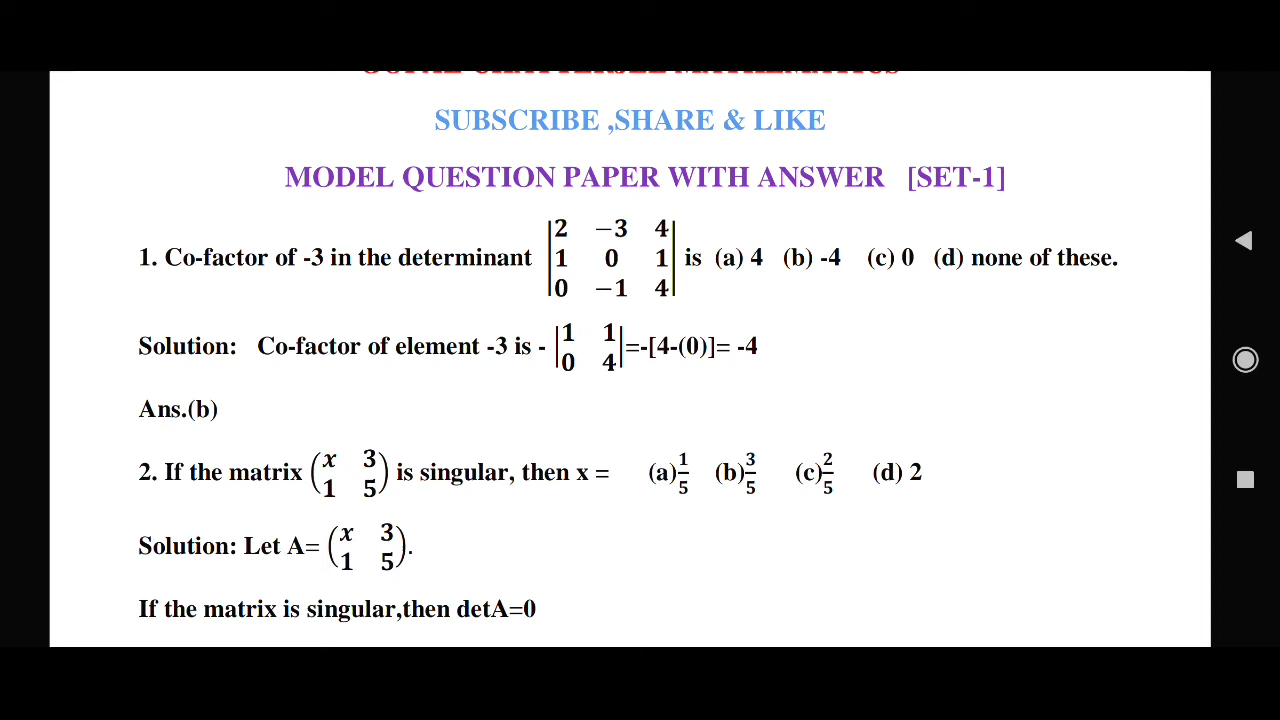 SUBSCRIBE ,SHARE & LIKE
MODEL QUESTION PAPER WITH ANSWER [SET-1]
1. Co-factor of -3 in the determinant |2 −3 4; 1 0 1; 0 −1 4| is (a) 4 (b) -4 (c) 0 (d) none of these.
Solution: Co-factor of element -3 is - |1 1; 0 4|=-[4-(0)]= -4
Ans.(b)
2. If the matrix (x 3; 1 5) is singular, then x = (a)1/5 (b)3/5 (c)2/5 (d) 2
Solution: Let A= (x 3; 1 5).
If the matrix is singular,then detA=0